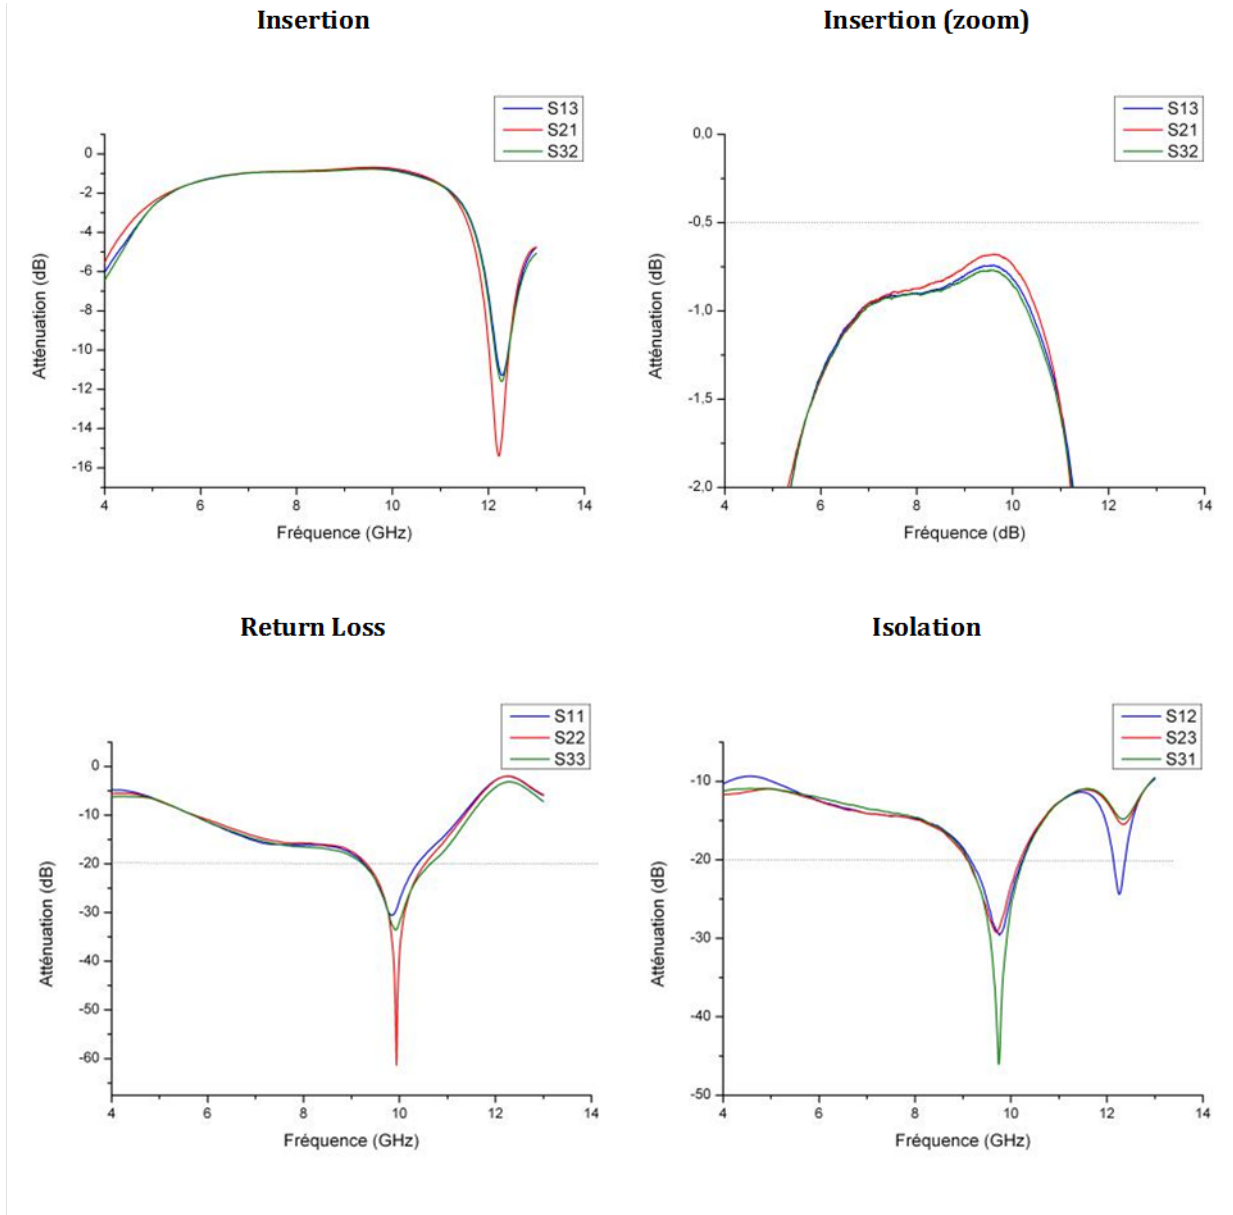 Insertion
S13
S21
S32
0
-2
-4
-6
-8
-10
-12
-14
-16
Atténuation (dB)
4 6 8 10 12 14
Fréquence (GHz)
Insertion (zoom)
S13
S21
S32
0,0
-0,5
-1,0
-1,5
-2,0
Atténuation (dB)
4 6 8 10 12 14
Fréquence (dB)
Return Loss
S11
S22
S33
0
-10
-20
-30
-40
-50
-60
Atténuation (dB)
4 6 8 10 12 14
Fréquence (GHz)
Isolation
S12
S23
S31
-10
-20
-30
-40
-50
Atténuation (dB)
4 6 8 10 12 14
Fréquence (GHz)